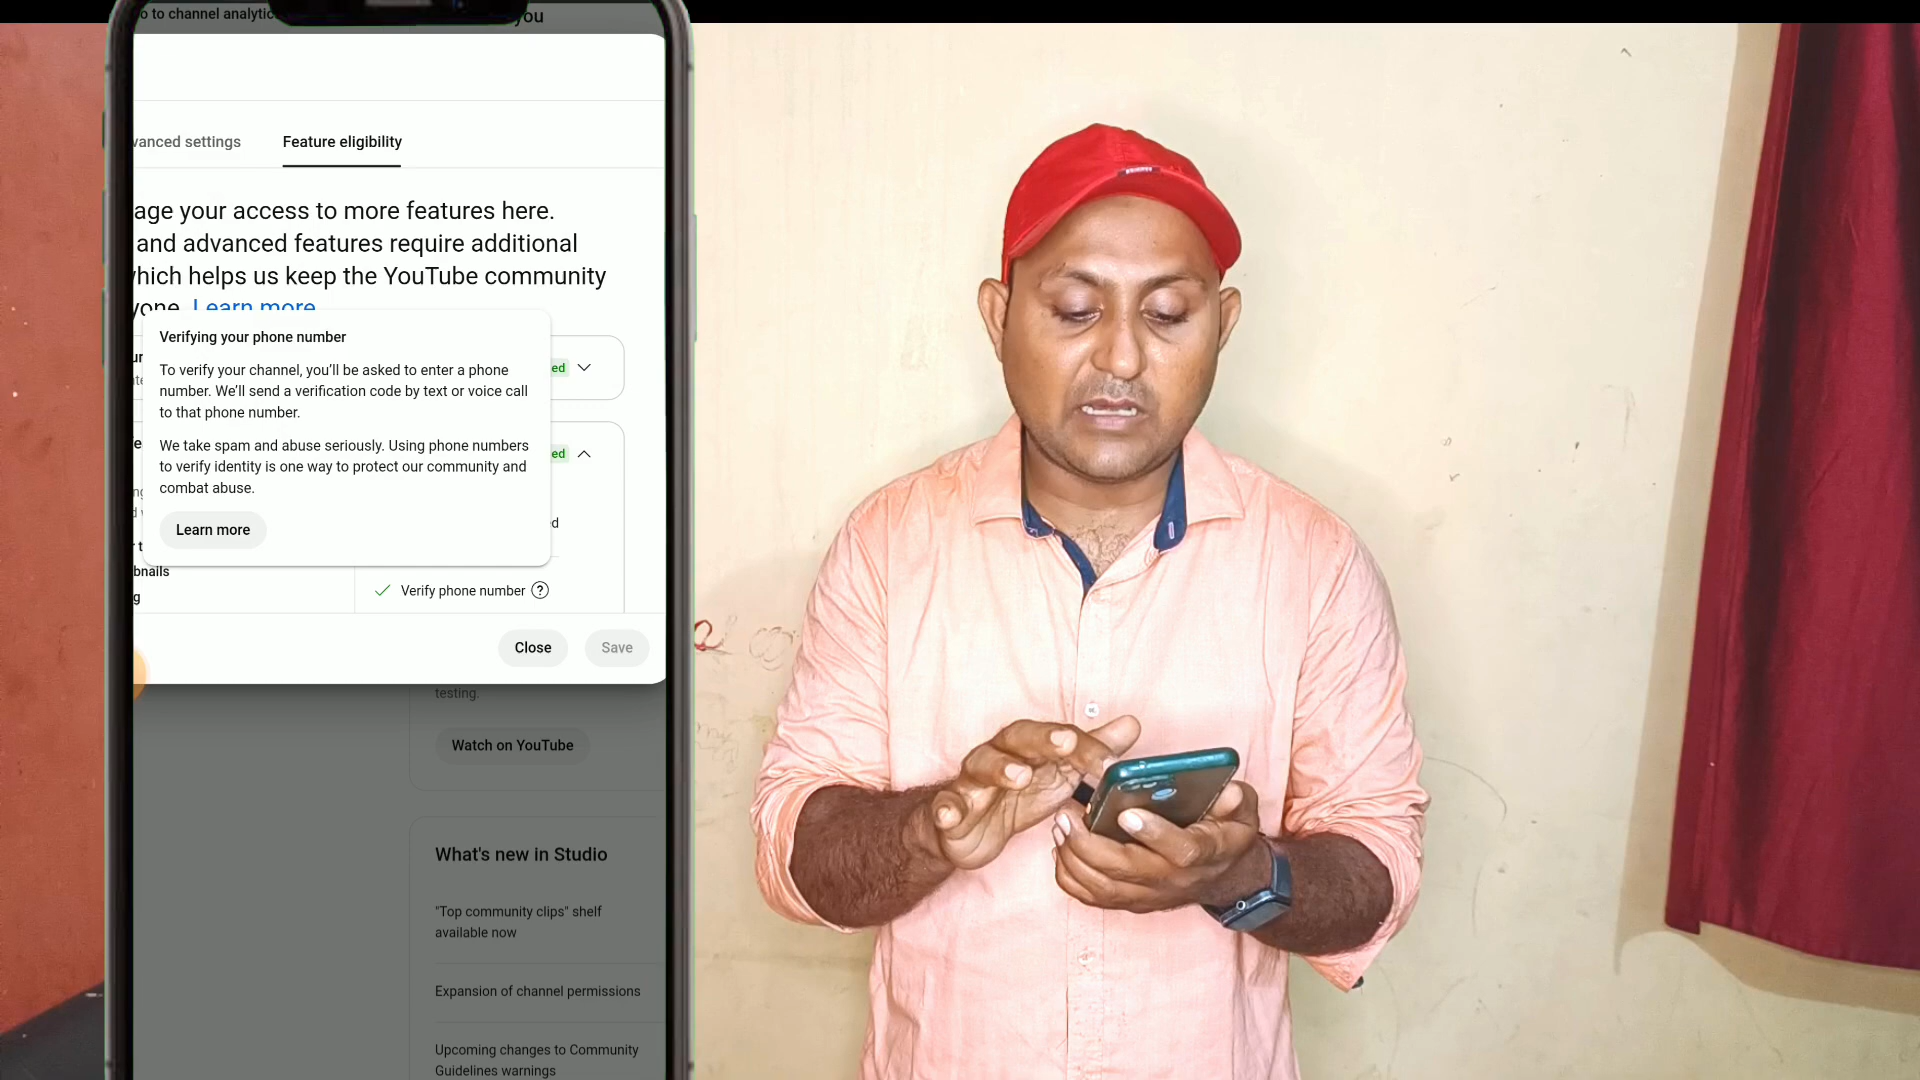 o to channel analytic
you
vanced settings
Feature eligibility
age your access to more features here.
and advanced features require additional
which helps us keep the YouTube community
yone. Learn more
Verifying your phone number
To verify your channel, you'll be asked to enter a phone
number. We'll send a verification code by text or voice call
to that phone number.
We take spam and abuse seriously. Using phone numbers
to verify identity is one way to protect our community and
combat abuse.
Learn more
ed
ed
ed
bnails
g
Verify phone number
Close
Save
testing.
Watch on YouTube
What's new in Studio
"Top community clips" shelf
available now
Expansion of channel permissions
Upcoming changes to Community
Guidelines warnings